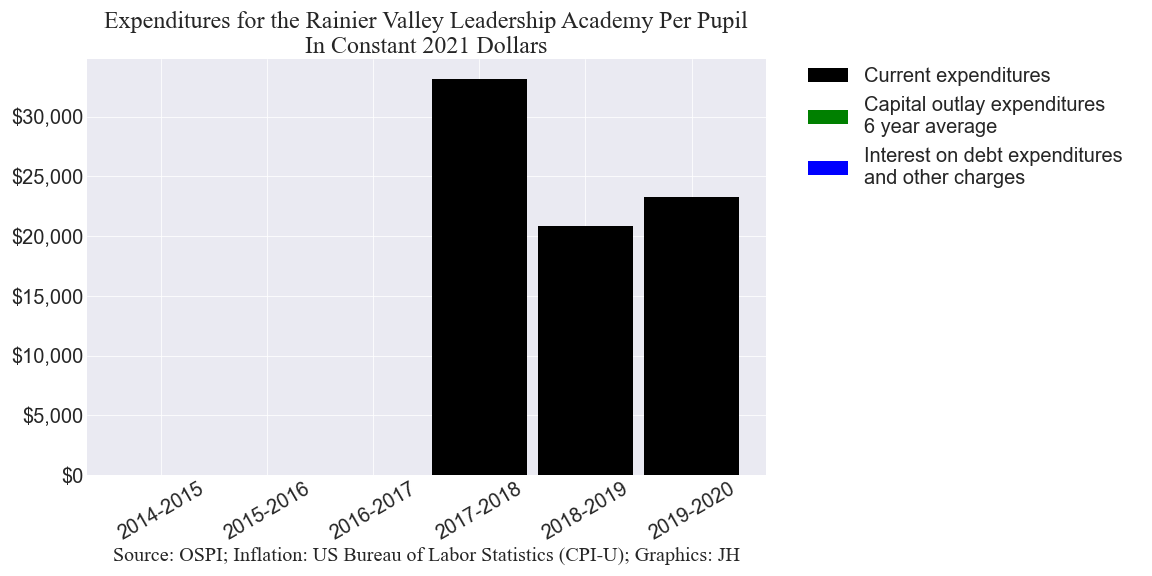 Expenditures for the Rainier Valley Leadership Academy Per Pupil
In Constant 2021 Dollars
Current expenditures
Capital outlay expenditures
6 year average
Interest on debt expenditures
and other charges
$30,000
$25,000
$20,000
$15,000
$10,000
$5,000
$0
2014-2015
2015-2016
2016-2017
2017-2018
2018-2019
2019-2020
Source: OSPI; Inflation: US Bureau of Labor Statistics (CPI-U); Graphics: JH